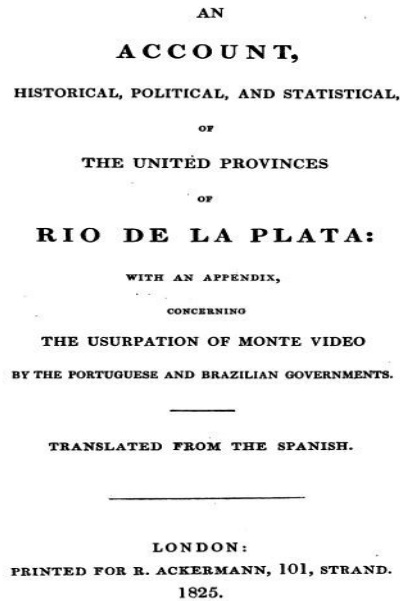 AN
ACCOUNT,
HISTORICAL, POLITICAL, AND STATISTICAL,
OF
THE UNITED PROVINCES
OF
RIO DE LA PLATA:
WITH AN APPENDIX,
CONCERNING
THE USURPATION OF MONTE VIDEO
BY THE PORTUGUESE AND BRAZILIAN GOVERNMENTS.
TRANSLATED FROM THE SPANISH.
LONDON:
PRINTED FOR R. ACKERMANN, 101, STRAND.
1825.